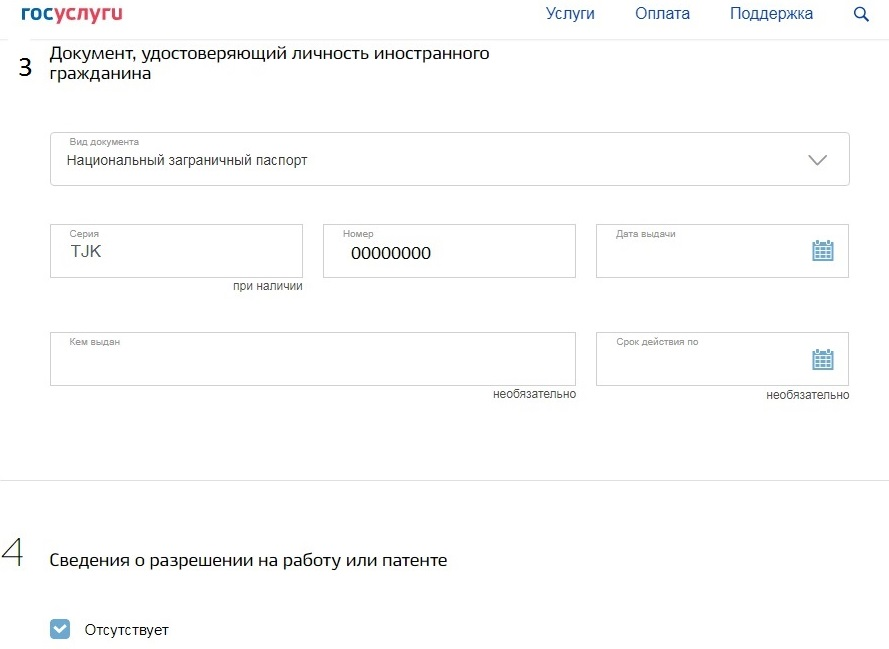 госуслуги Услуги Оплата Поддержка
3 Документ, удостоверяющий личность иностранного
гражданина
Вид документа
Национальный заграничный паспорт
Серия Номер Дата выдачи
TJK 00000000
при наличии
Кем выдан Срок действия по
необязательно необязательно
4 Сведения о разрешении на работу или патенте
Отсутствует